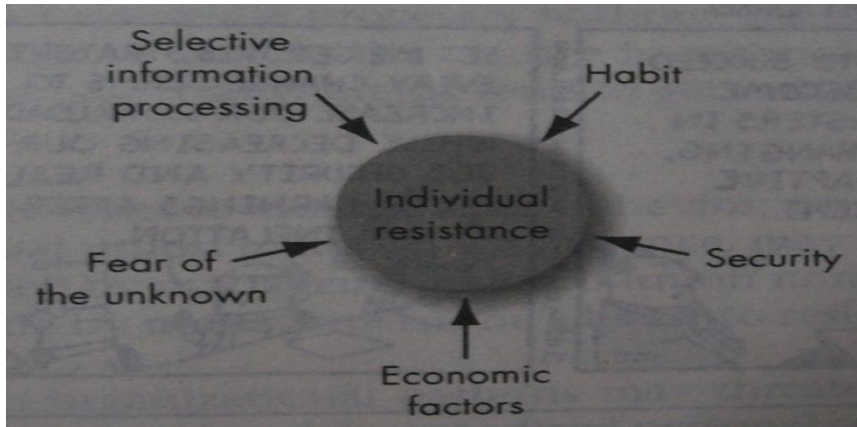 Selective
information
processing
Habit
Individual
resistance
Fear of
the unknown
Security
Economic
factors